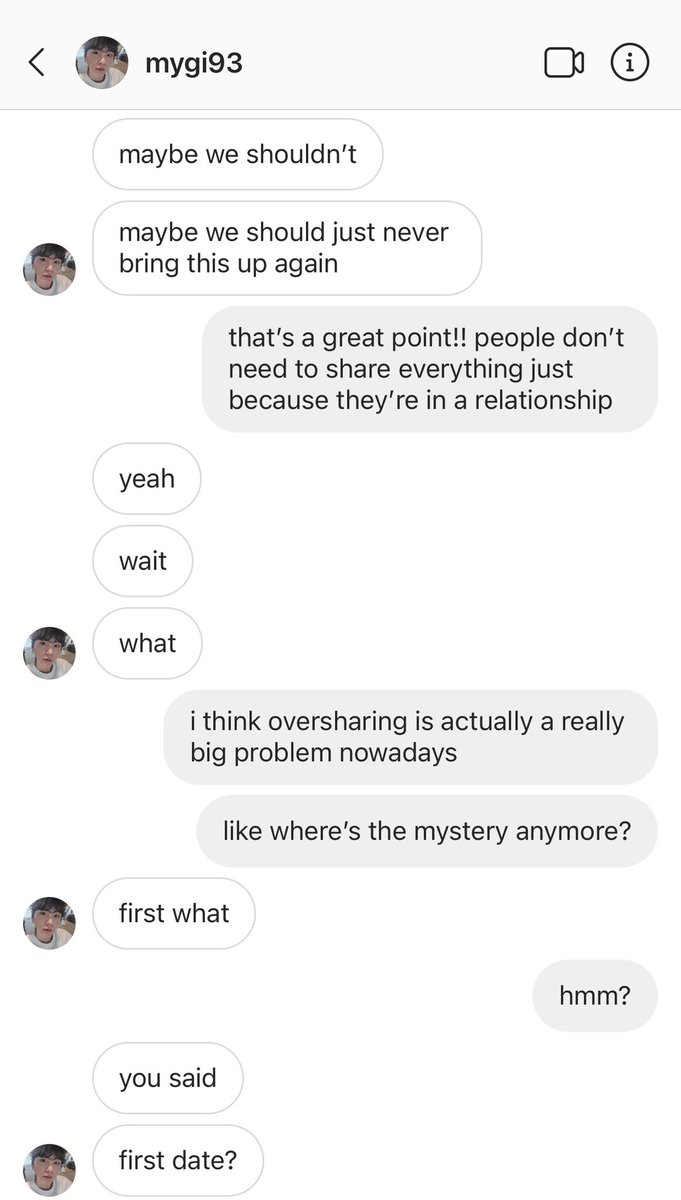 mygi93
maybe we shouldn’t
maybe we should just never
bring this up again
that’s a great point!! people don’t
need to share everything just
because they’re in a relationship
yeah
wait
what
i think oversharing is actually a really
big problem nowadays
like where’s the mystery anymore?
first what
hmm?
you said
first date?